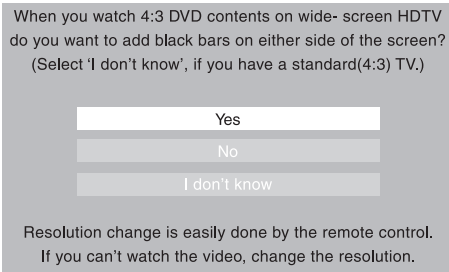 When you watch 4:3 DVD contents on wide- screen HDTV
do you want to add black bars on either side of the screen?
(Select 'I don't know', if you have a standard(4:3) TV.)
Yes
No
I don't know
Resolution change is easily done by the remote control.
If you can't watch the video, change the resolution.